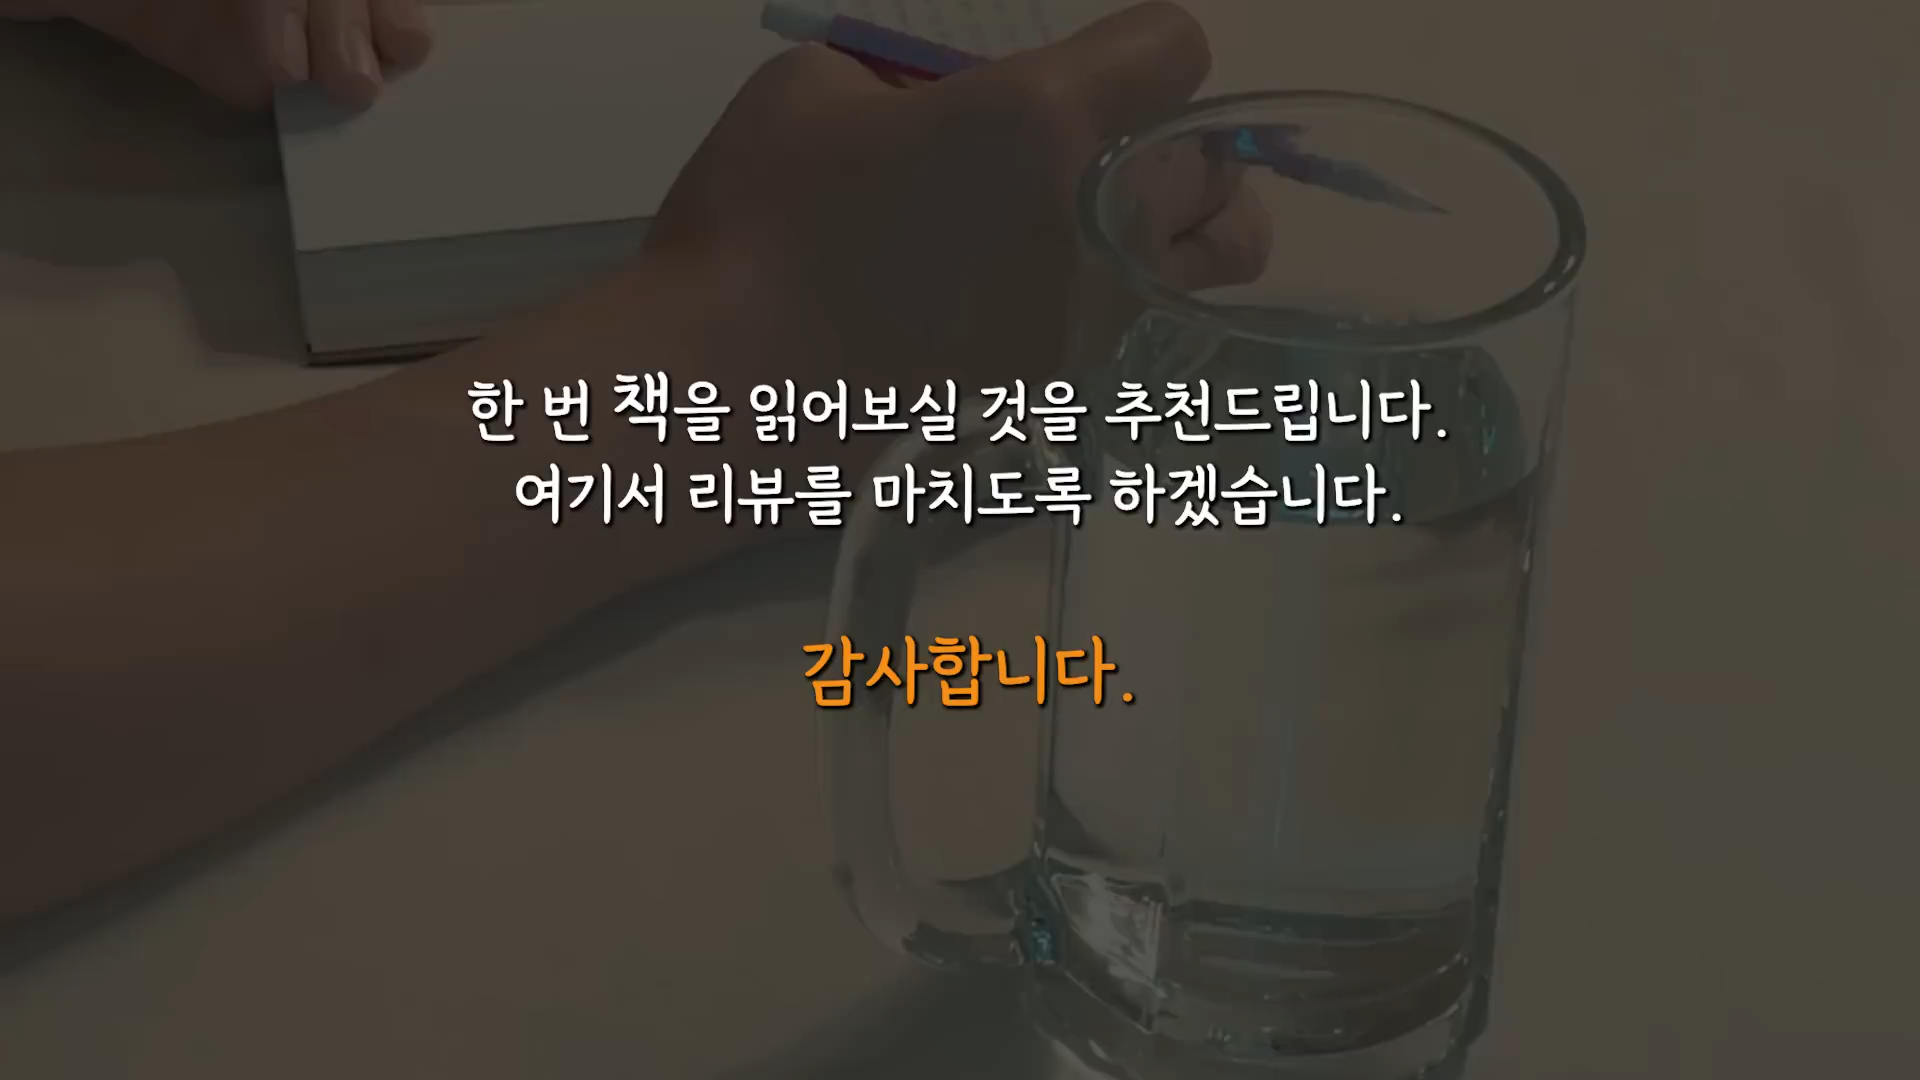 한 번 책을 읽어보실 것을 추천드립니다.
여기서 리뷰를 마치도록 하겠습니다.
감사합니다.